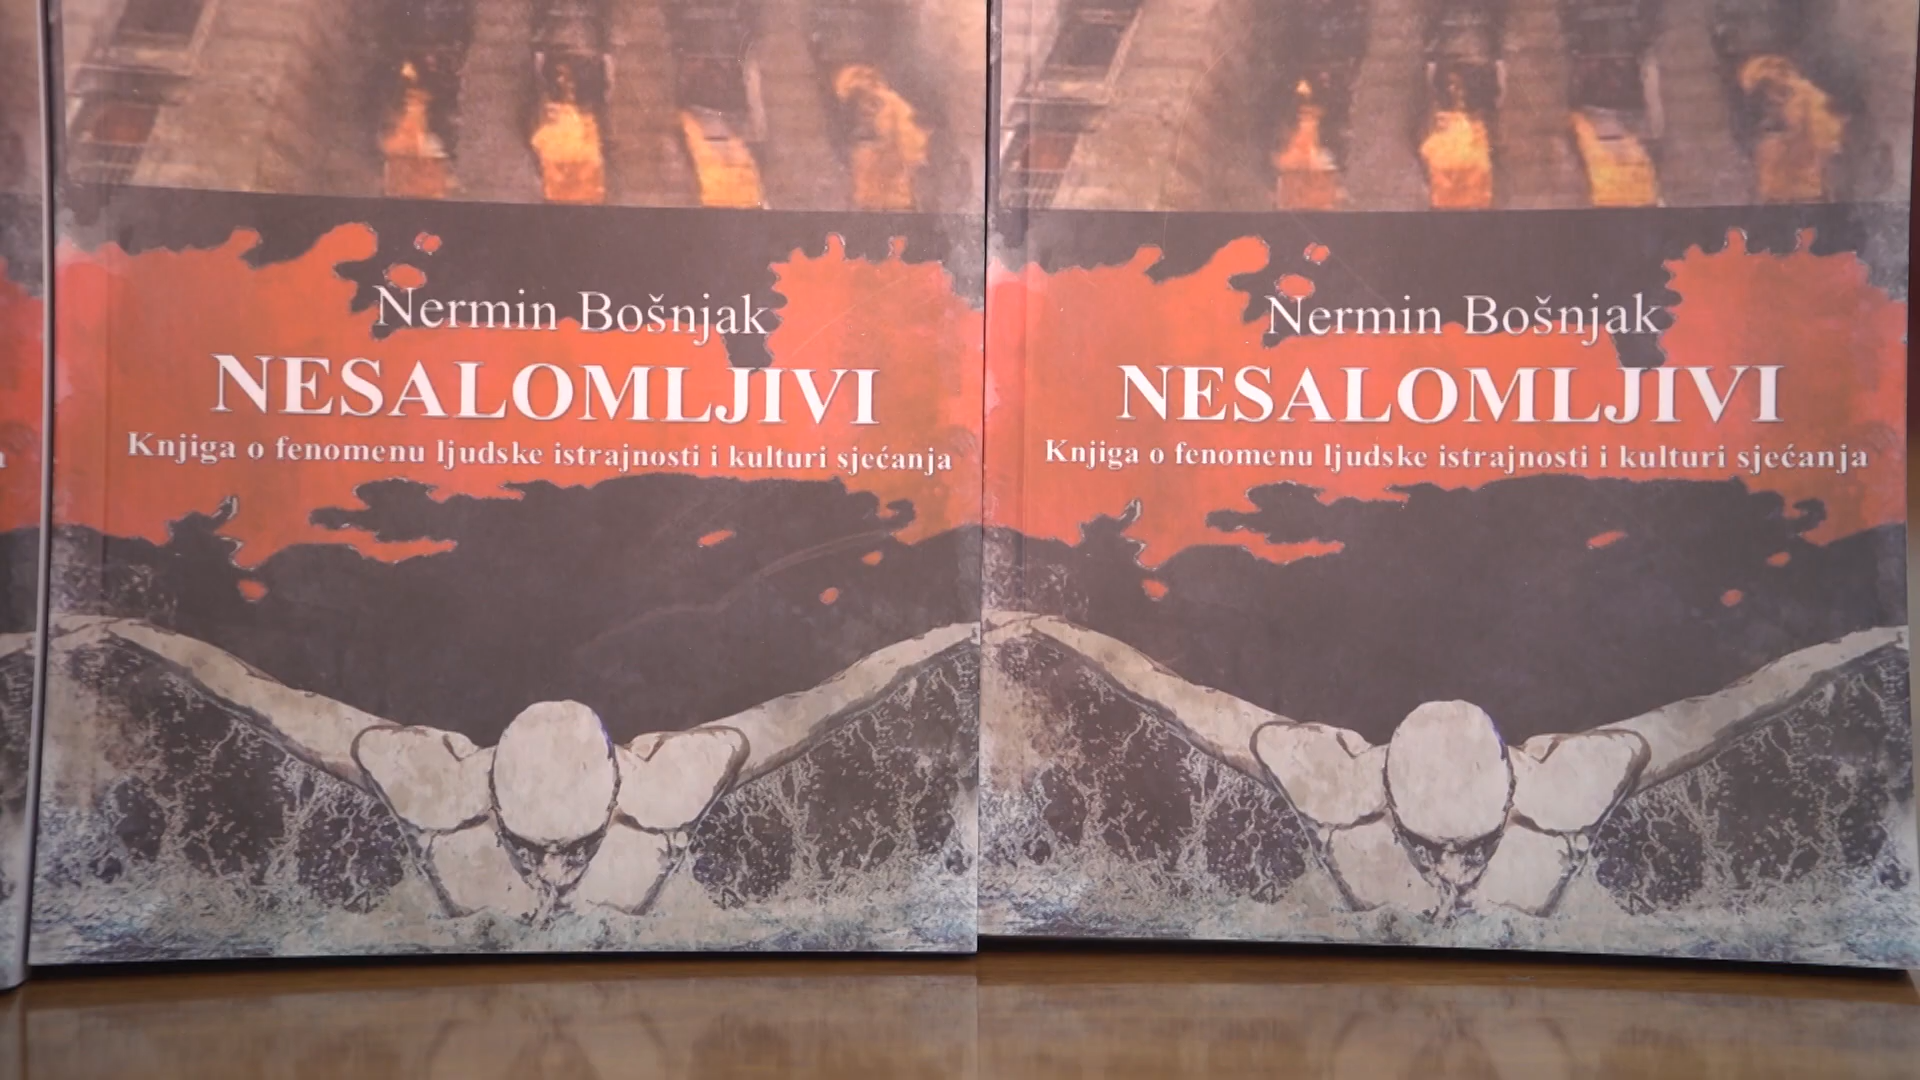 Nermin Bošnjak
NESALOMLJIVI
Knjiga o fenomenu ljudske istrajnosti i kulturi sjećanja
Nermin Bošnjak
NESALOMLJIVI
Knjiga o fenomenu ljudske istrajnosti i kulturi sjećanja